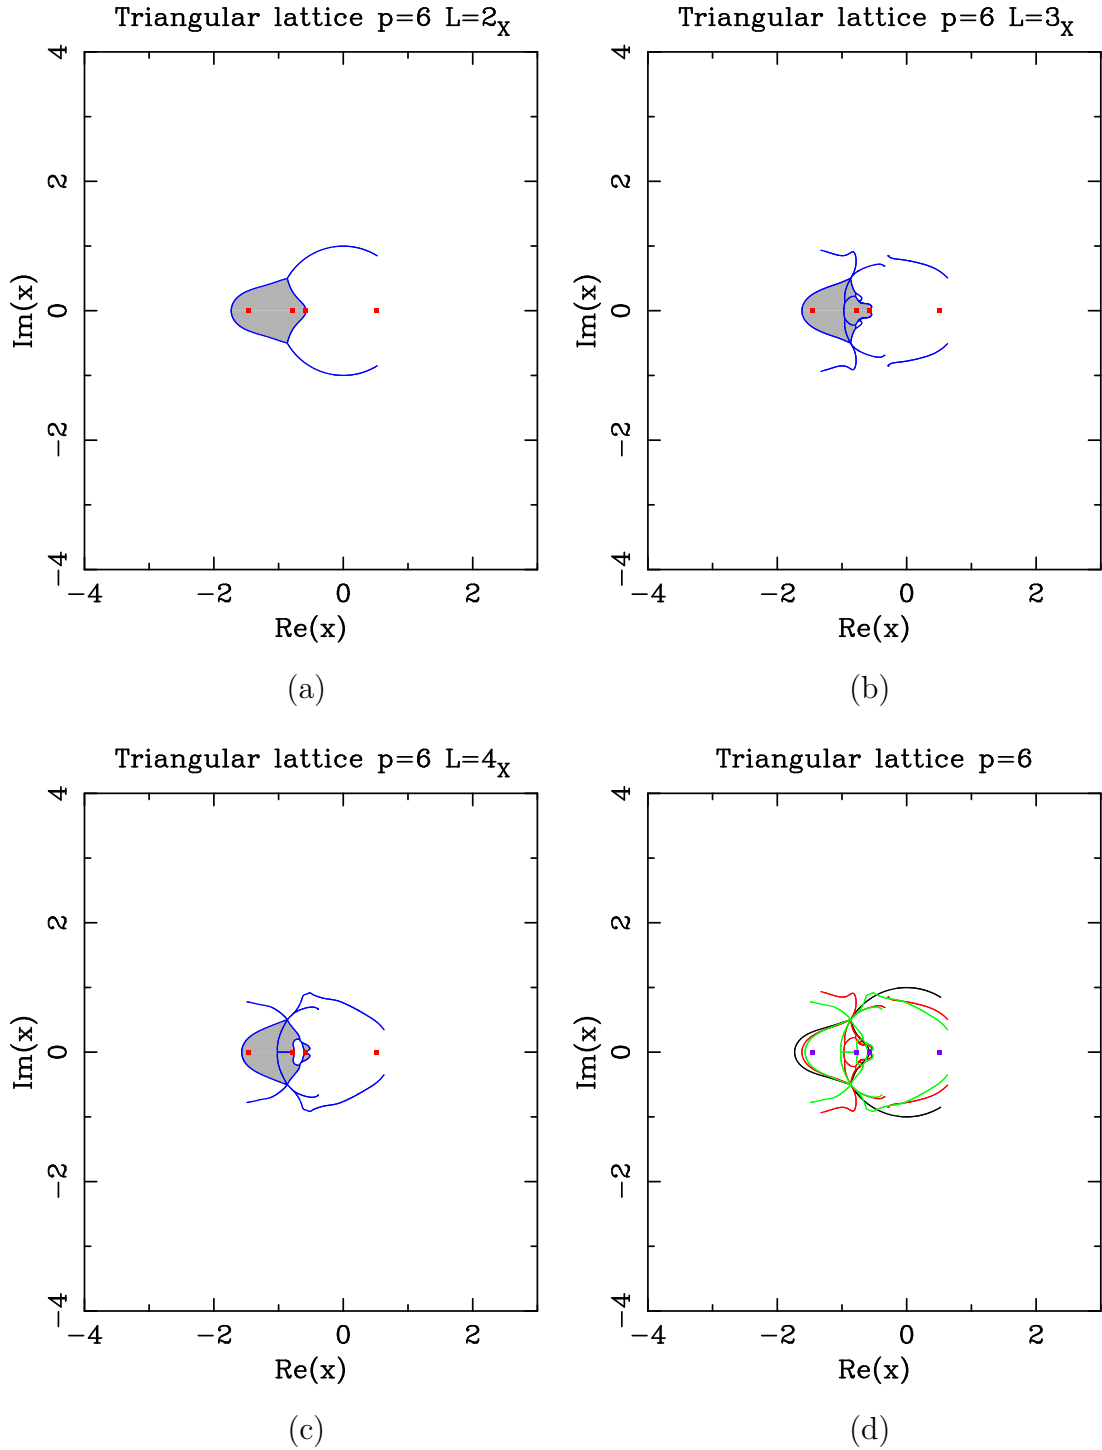 Triangular lattice p=6 L=2X
Im(x)
4
2
0
−2
−4
−4 −2 0 2
Re(x)
(a)
Triangular lattice p=6 L=3X
Im(x)
4
2
0
−2
−4
−4 −2 0 2
Re(x)
(b)
Triangular lattice p=6 L=4X
Im(x)
4
2
0
−2
−4
−4 −2 0 2
Re(x)
(c)
Triangular lattice p=6
Im(x)
4
2
0
−2
−4
−4 −2 0 2
Re(x)
(d)